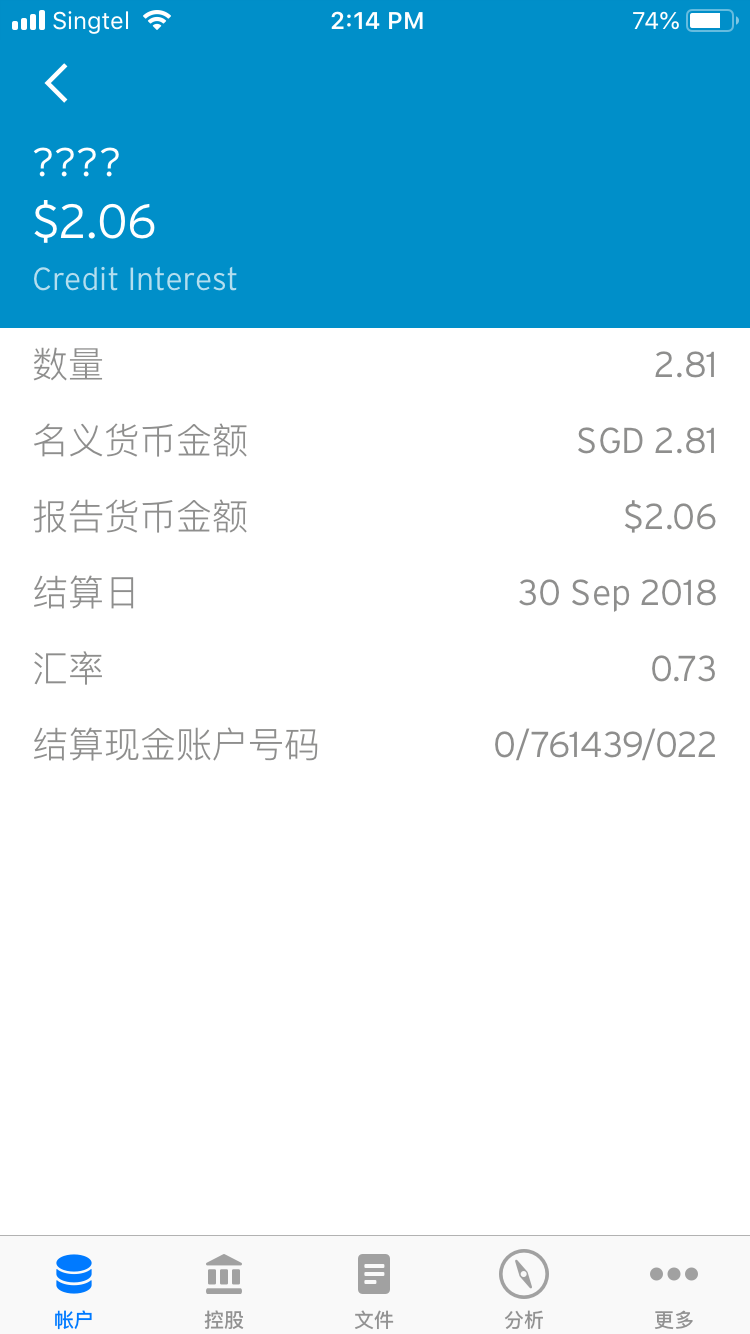 Singtel 2:14 PM 74%
????
$2.06
Credit Interest
数量 2.81
名义货币金额 SGD 2.81
报告货币金额 $2.06
结算日 30 Sep 2018
汇率 0.73
结算现金账户号码 0/761439/022
帐户 控股 文件 分析 更多